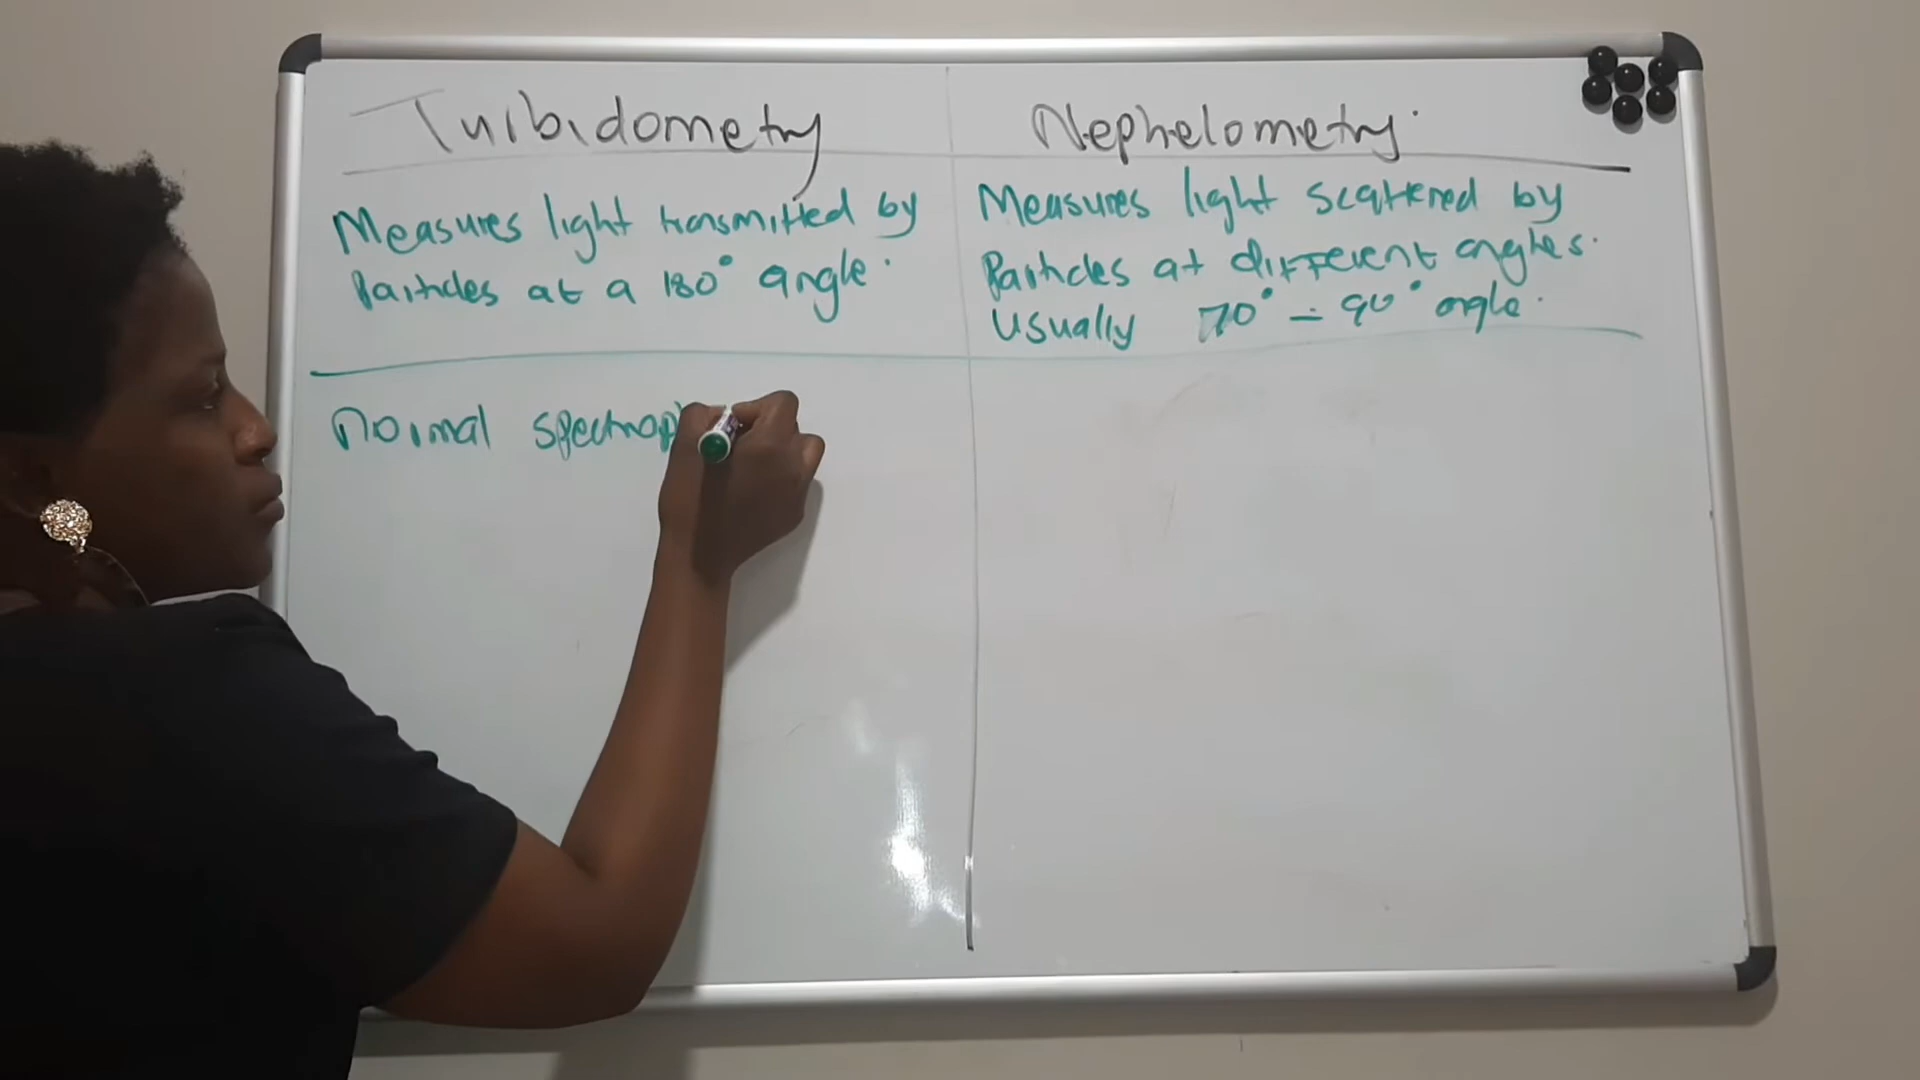 Turbidometry
Nephelometry.
Measures light transmitted by
Particles at a 180° angle.
Measures light scattered by
Particles at different angles.
Usually 70° - 90° angle.
Normal spectrop